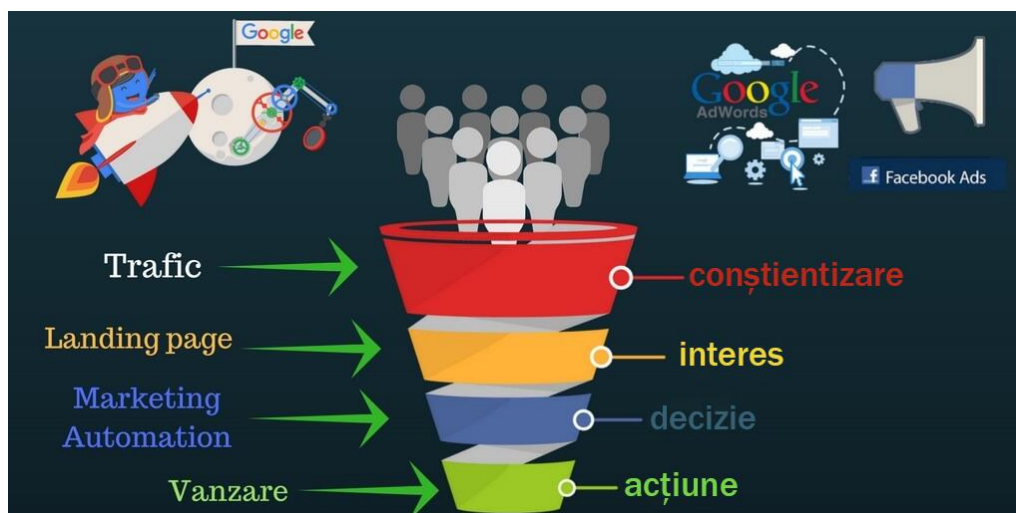 Google
Google
AdWords
Facebook Ads
Trafic
conștientizare
Landing page
interes
Marketing
Automation
decizie
Vanzare
acțiune